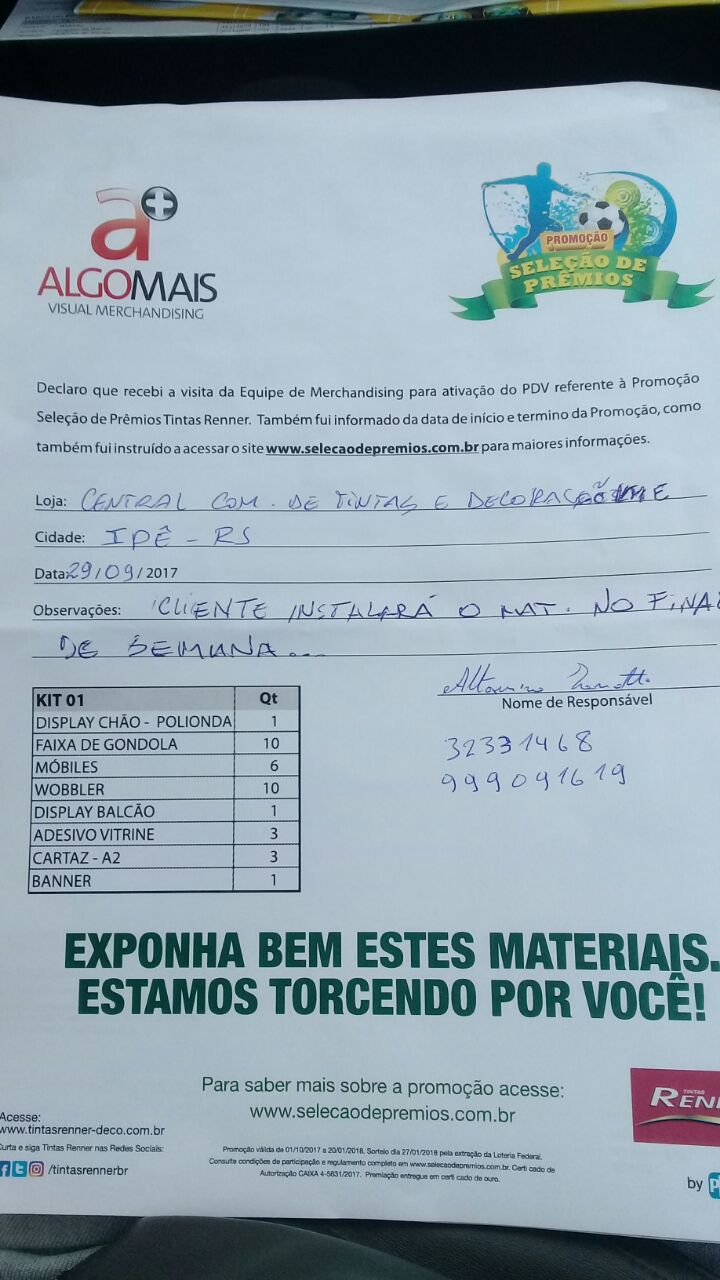 a+
ALGOMAIS
VISUAL MERCHANDISING
PROMOÇÃO
SELEÇÃO DE
PRÊMIOS
Declaro que recebi a visita da Equipe de Merchandising para ativação do PDV referente à Promoção
Seleção de Prêmios Tintas Renner. Também fui informado da data de início e termino da Promoção, como
também fui instruído a acessar o site www.selecaodepremios.com.br para maiores informações.
Loja: CENTRAL COM. DE TINTAS E DECORAÇÃO
Cidade: IPÊ - RS
Data: 29/09/2017
Observações: CLIENTE INSTALARÁ O MAT. NO FINAL
DE SEMANA...
Nome de Responsável
32331468
999091619
KIT 01 Qt
DISPLAY CHÃO - POLIONDA 1
FAIXA DE GONDOLA 10
MÓBILES 6
WOBBLER 10
DISPLAY BALCÃO 1
ADESIVO VITRINE 3
CARTAZ - A2 3
BANNER 1
EXPONHA BEM ESTES MATERIAIS.
ESTAMOS TORCENDO POR VOCÊ!
Para saber mais sobre a promoção acesse:
www.selecaodepremios.com.br
TINTAS
RENN
Acesse:
www.tintasrenner-deco.com.br
Curta e siga Tintas Renner nas Redes Sociais:
/tintasrennerbr
Promoção válida de 01/10/2017 a 20/01/2018. Sorteio dia 27/01/2018 pela extração da Loteria Federal.
Consulte condições de participação e regulamento completo em www.selecaodepremios.com.br. Certi cado de
Autorização CAIXA 4-5631/2017. Premiação entregue em certi cado de ouro.
by